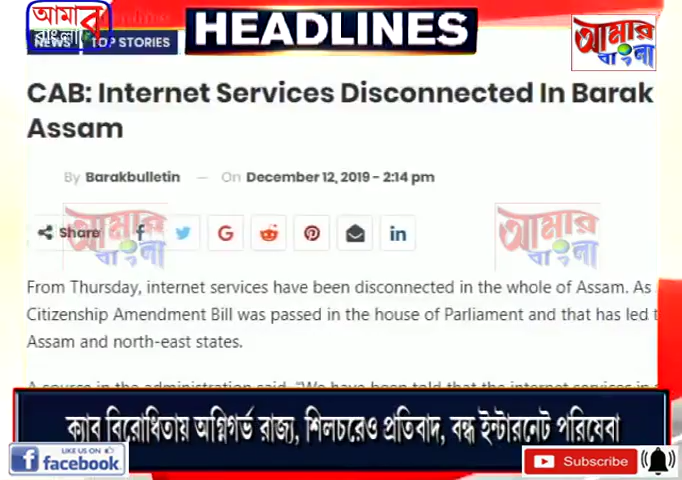 আমার
বাংলা
HEADLINES
আমার
বাংলা
NEWS
TOP STORIES
CAB: Internet Services Disconnected In Barak
Assam
By Barakbulletin — On December 12, 2019 - 2:14 pm
Share
আমার
বাংলা
আমার
বাংলা
From Thursday, internet services have been disconnected in the whole of Assam. As
Citizenship Amendment Bill was passed in the house of Parliament and that has led t
Assam and north-east states.
A source in the administration said, "We have been told that the internet services in
ক্যাব বিরোধিতায় অগ্নিগর্ভ রাজ্য, শিলচরেও প্রতিবাদ, বন্ধ ইন্টারনেট পরিষেবা
LIKE US ON
facebook.
Subscribe